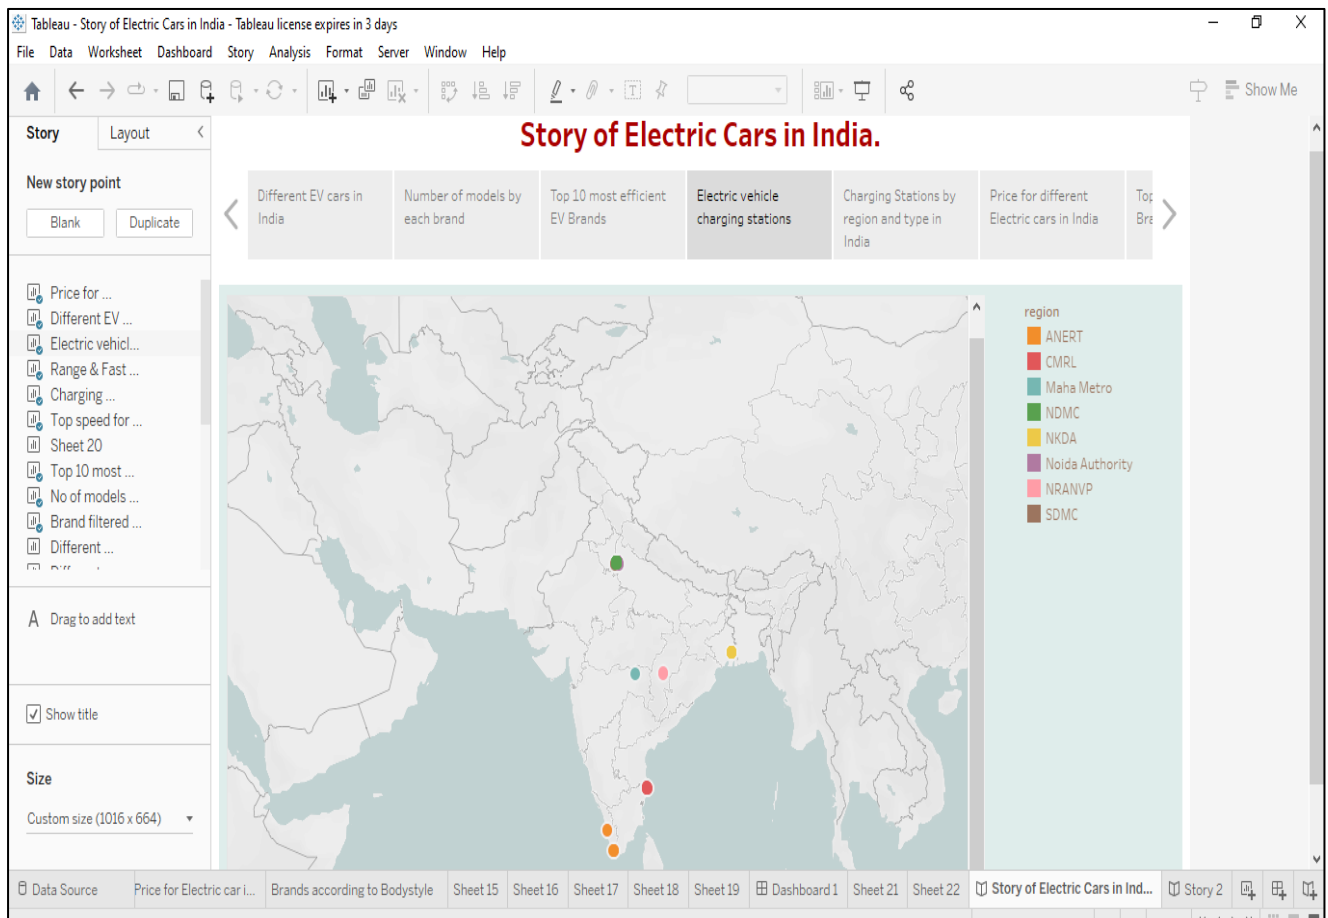 Tableau - Story of Electric Cars in India - Tableau license expires in 3 days
File Data Worksheet Dashboard Story Analysis Format Server Window Help
Show Me
Story Layout
New story point
Blank Duplicate
Price for ...
Different EV ...
Electric vehicl...
Range & Fast ...
Charging ...
Top speed for ...
Sheet 20
Top 10 most ...
No of models ...
Brand filtered ...
Different ...
A Drag to add text
Show title
Size
Custom size (1016 x 664)
Story of Electric Cars in India.
Different EV cars in
India
Number of models by
each brand
Top 10 most efficient
EV Brands
Electric vehicle
charging stations
Charging Stations by
region and type in
India
Price for different
Electric cars in India
Top
Bra
region
ANERT
CMRL
Maha Metro
NDMC
NKDA
Noida Authority
NRANVP
SDMC
Data Source Price for Electric car i... Brands according to Bodystyle Sheet 15 Sheet 16 Sheet 17 Sheet 18 Sheet 19 Dashboard 1 Sheet 21 Sheet 22 Story of Electric Cars in Ind... Story 2